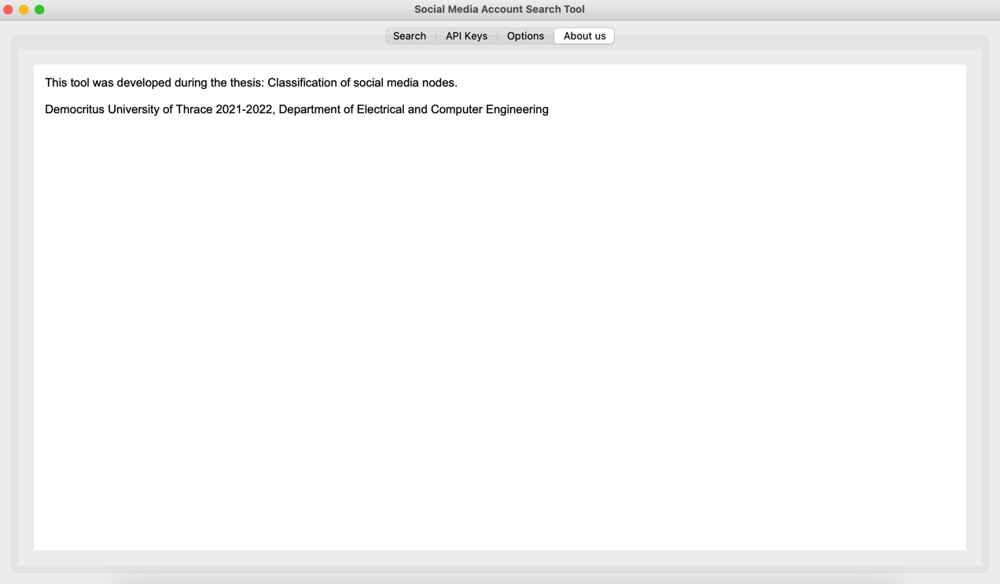 Social Media Account Search Tool
Search API Keys Options About us
This tool was developed during the thesis: Classification of social media nodes.
Democritus University of Thrace 2021-2022, Department of Electrical and Computer Engineering